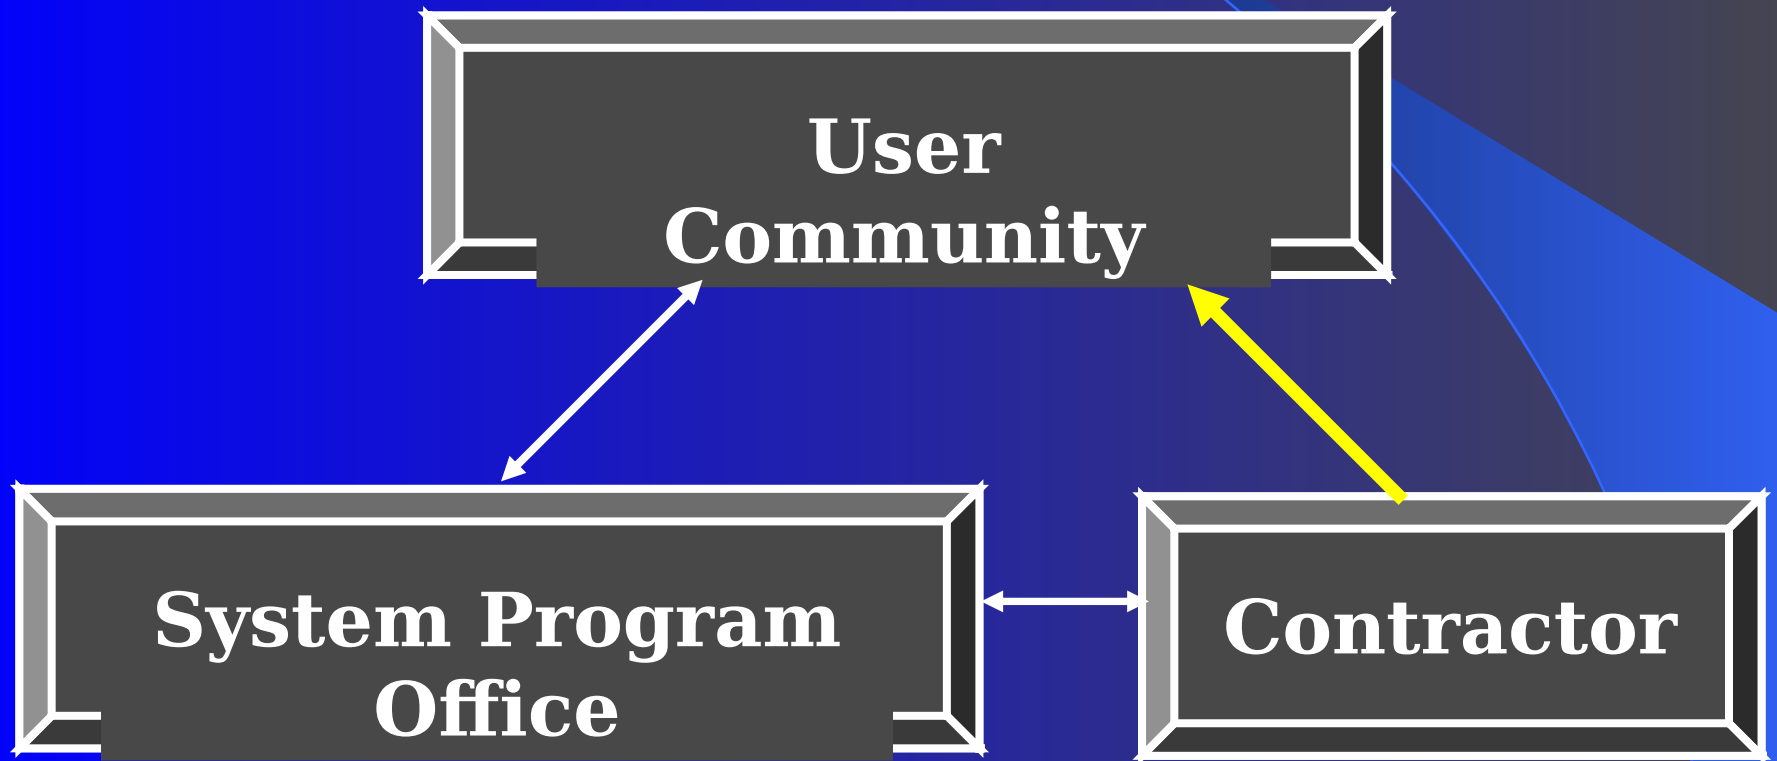 User
Community
System Program
Office
Contractor